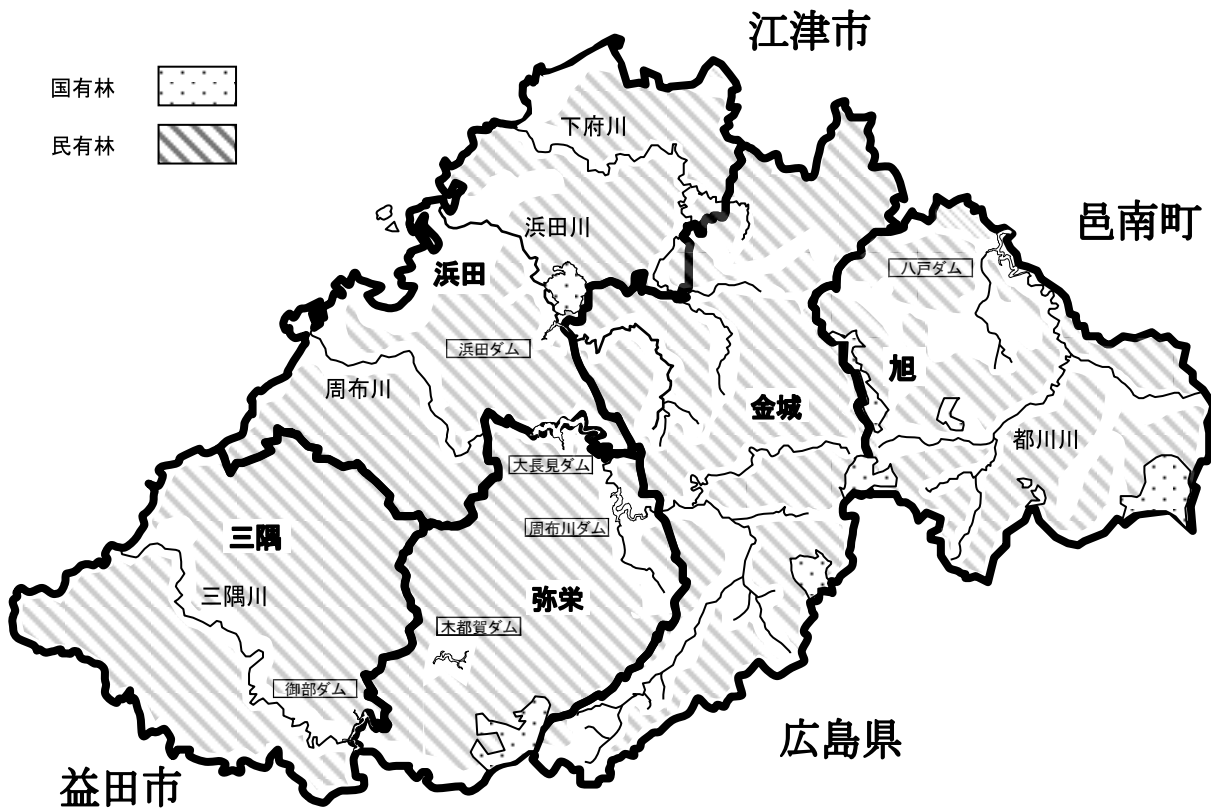 江津市
国有林
民有林
下府川
邑南町
浜田川
浜田
八戸ダム
浜田ダム
旭
周布川
金城
都川川
大長見ダム
周布川ダム
三隅
三隅川
弥栄
木都賀ダム
御部ダム
広島県
益田市